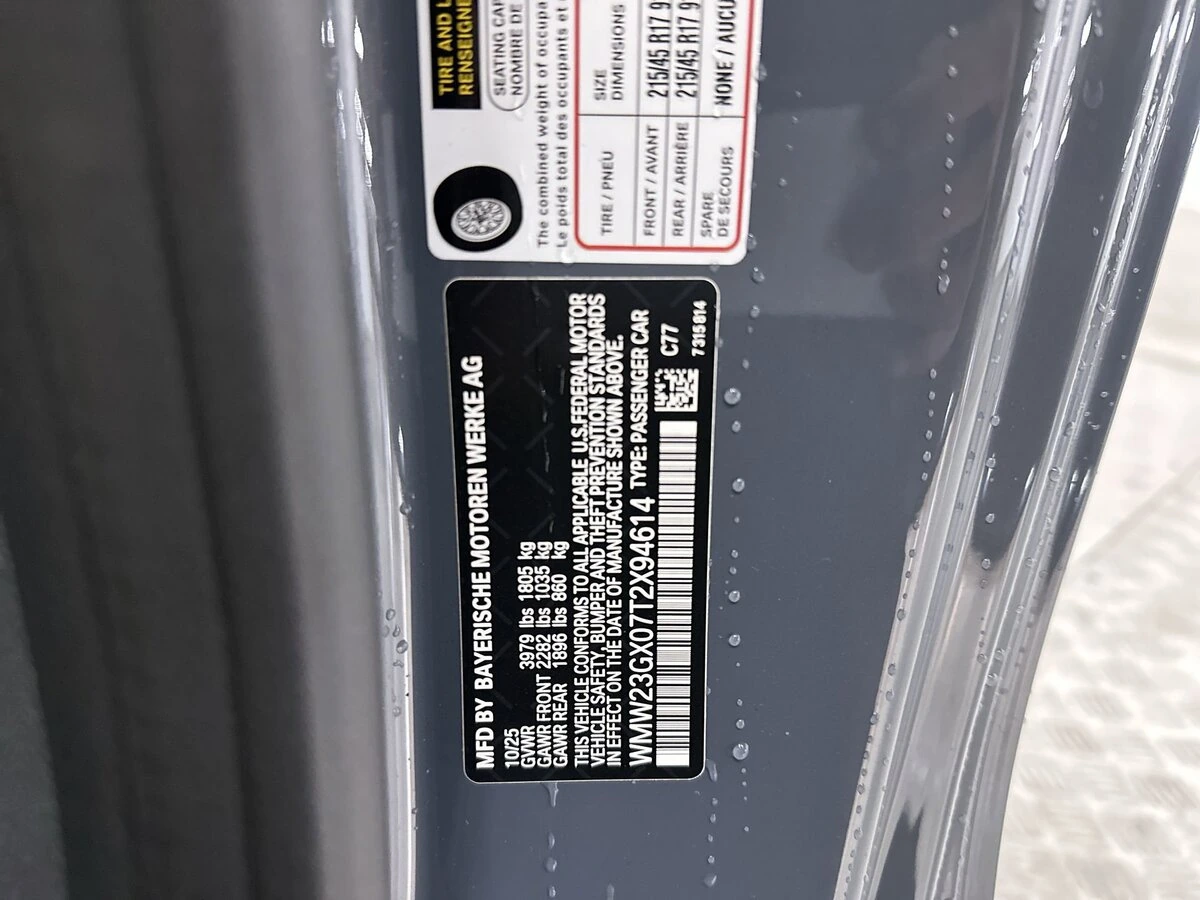 TIRE AND
RENSEIGNE
SEATING CAP
NOMBRE DE
The combined weight of occupa
Le poids total des occupants et
TIRE / PNEU SIZE DIMENSIONS
FRONT / AVANT 215/45 R17 9
REAR / ARRIÈRE 215/45 R17 9
SPARE DE SECOURS NONE / AUCU
MFD BY BAYERISCHE MOTOREN WERKE AG
10/25
GVWR 3979 lbs 1805 kg
GAWR FRONT 2282 lbs 1035 kg
GAWR REAR 1896 lbs 860 kg
THIS VEHICLE CONFORMS TO ALL APPLICABLE U.S.FEDERAL MOTOR
VEHICLE SAFETY, BUMPER AND THEFT PREVENTION STANDARDS
IN EFFECT ON THE DATE OF MANUFACTURE SHOWN ABOVE.
WMW23GX07T2X94614 TYPE: PASSENGER CAR
C77
7315814